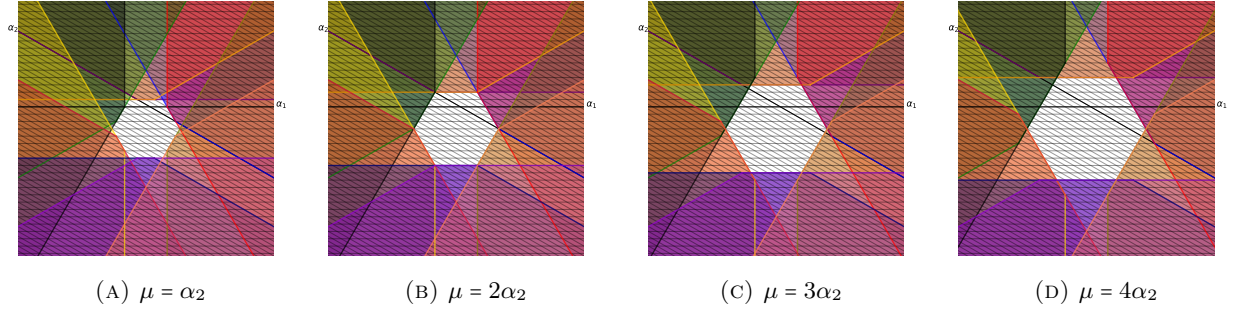 α₂ α₁ α₂ α₁ α₂ α₁ α₂ α₁
(A) μ = α₂ (B) μ = 2α₂ (C) μ = 3α₂ (D) μ = 4α₂